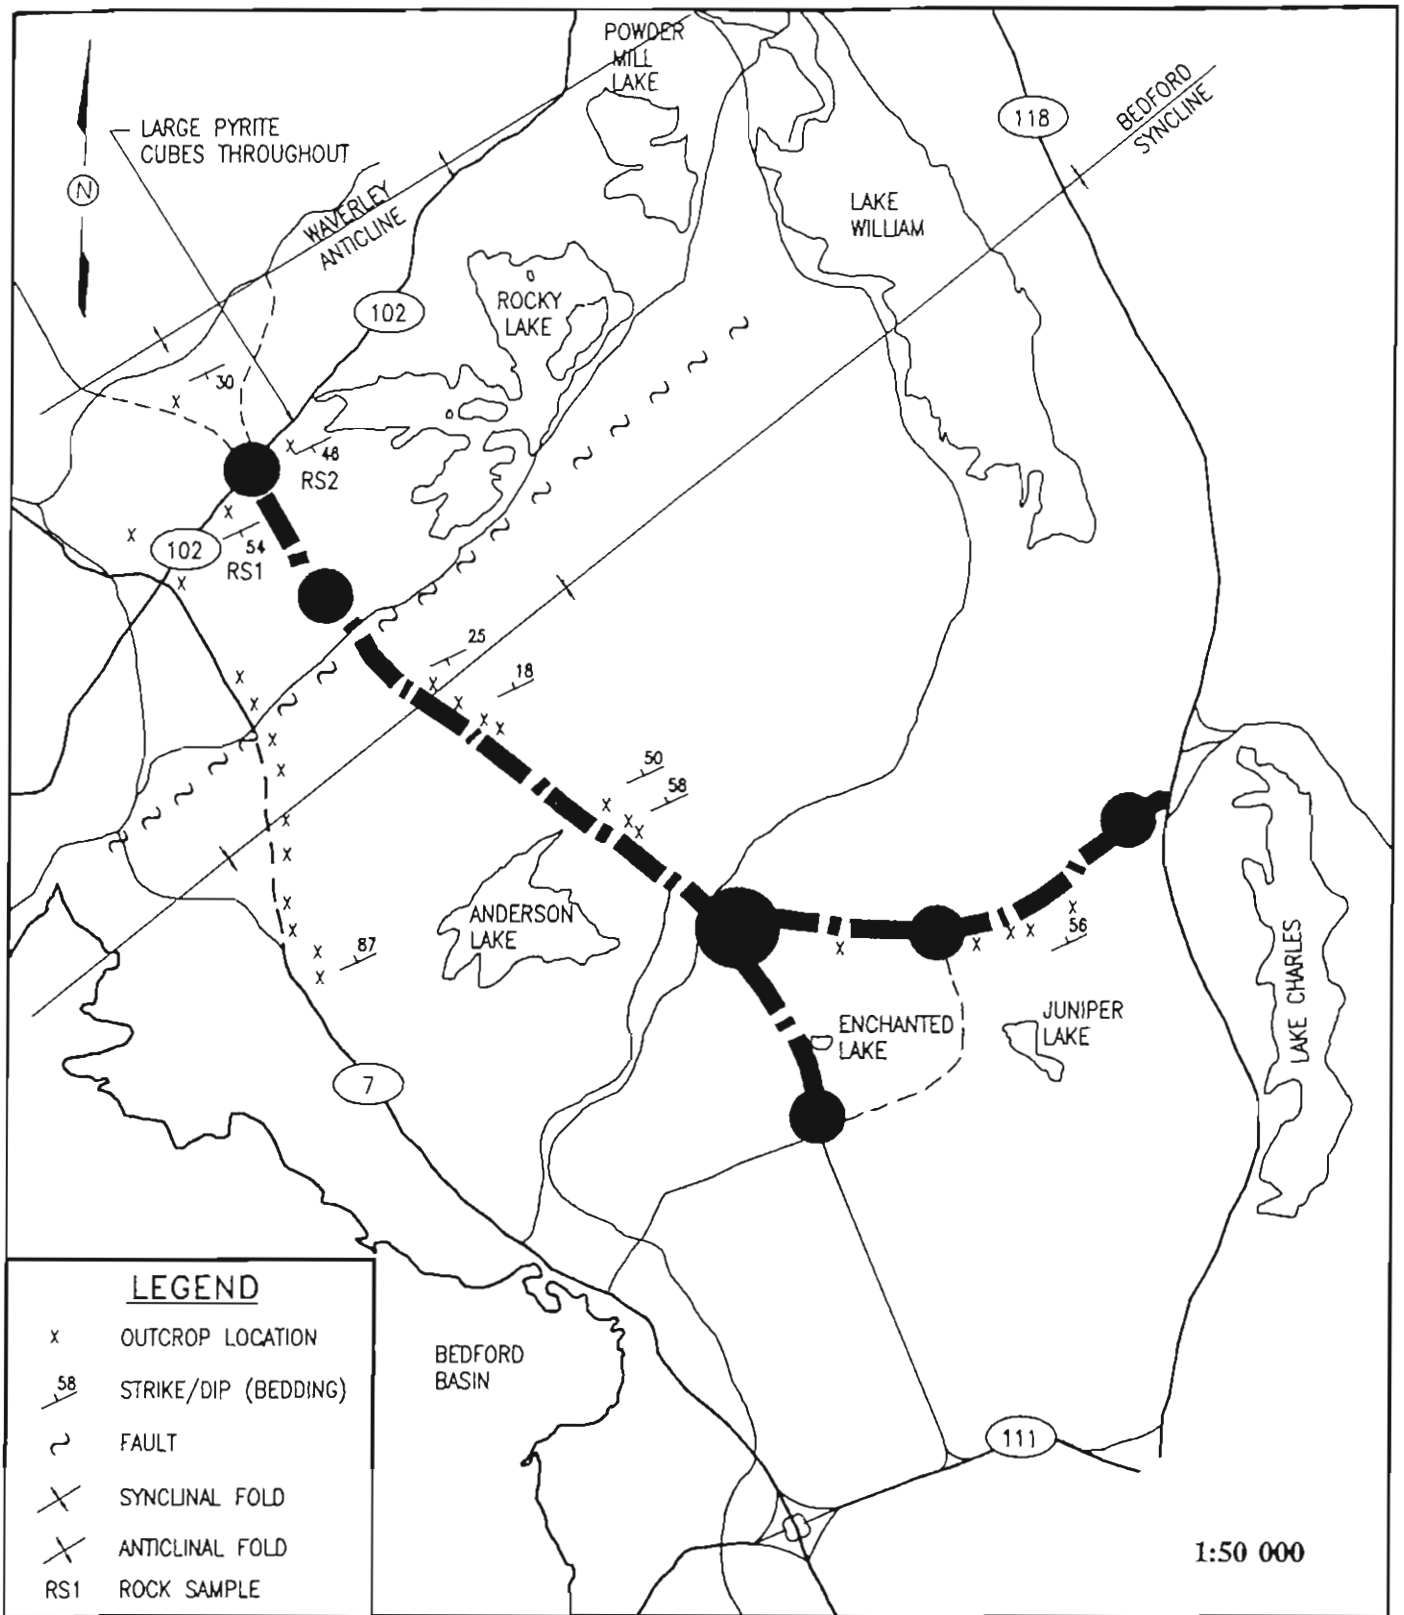 POWDER
MILL
LAKE
118
BEDFORD
SYNCLINE
LARGE PYRITE
CUBES THROUGHOUT
N
WAVERLEY
ANTICLINE
LAKE
WILLIAM
102
ROCKY
LAKE
30
48
RS2
102
54
RS1
25
18
50
58
ANDERSON
LAKE
87
56
LAKE CHARLES
ENCHANTED
LAKE
JUNIPER
LAKE
7
LEGEND
x OUTCROP LOCATION
58 STRIKE/DIP (BEDDING)
FAULT
SYNCLINAL FOLD
ANTICLINAL FOLD
RS1 ROCK SAMPLE
BEDFORD
BASIN
111
1:50 000